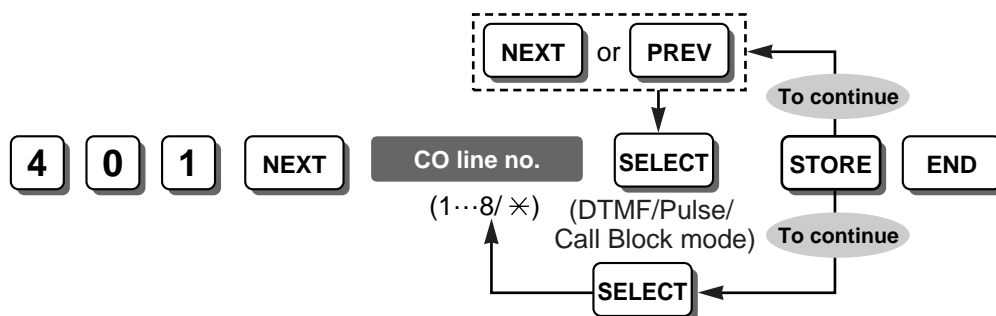 NEXT or PREV
To continue
4 0 1 NEXT CO line no. SELECT STORE END
(1···8/ ✳) (DTMF/Pulse/
Call Block mode)
To continue
SELECT